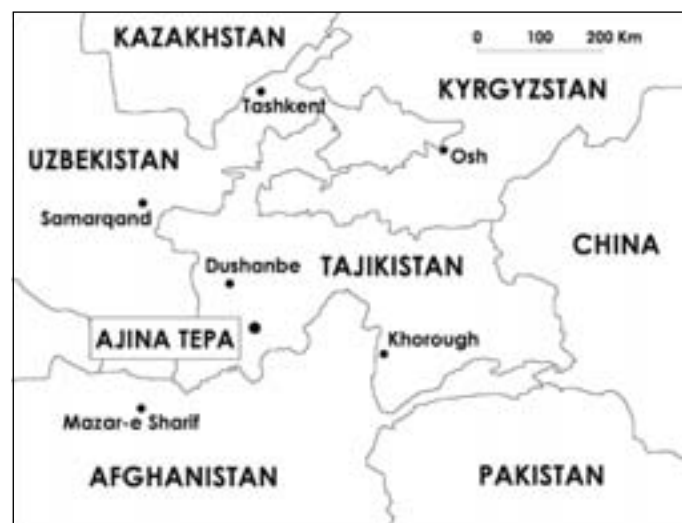 KAZAKHSTAN
0 100 200 Km
KYRGYZSTAN
Tashkent
UZBEKISTAN
Osh
Samarqand
CHINA
Dushanbe
TAJIKISTAN
AJINA TEPA
Khorough
Mazar-e Sharif
AFGHANISTAN
PAKISTAN